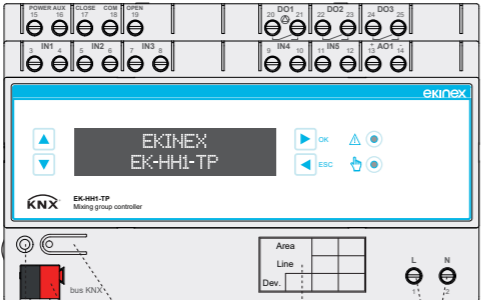 POWER AUX CLOSE COM OPEN DO1 DO2 DO3
15 16 17 18 19 20 21 22 23 24 25
IN1 IN2 IN3 IN4 IN5 + AO1 -
3 4 5 6 7 8 9 10 11 12 13 14
ekinex
EKINEX
EK-HH1-TP
OK
ESC
KNX
EK-HH1-TP
Mixing group controller
Area
Line
Dev.
bus KNX
L N
1 2